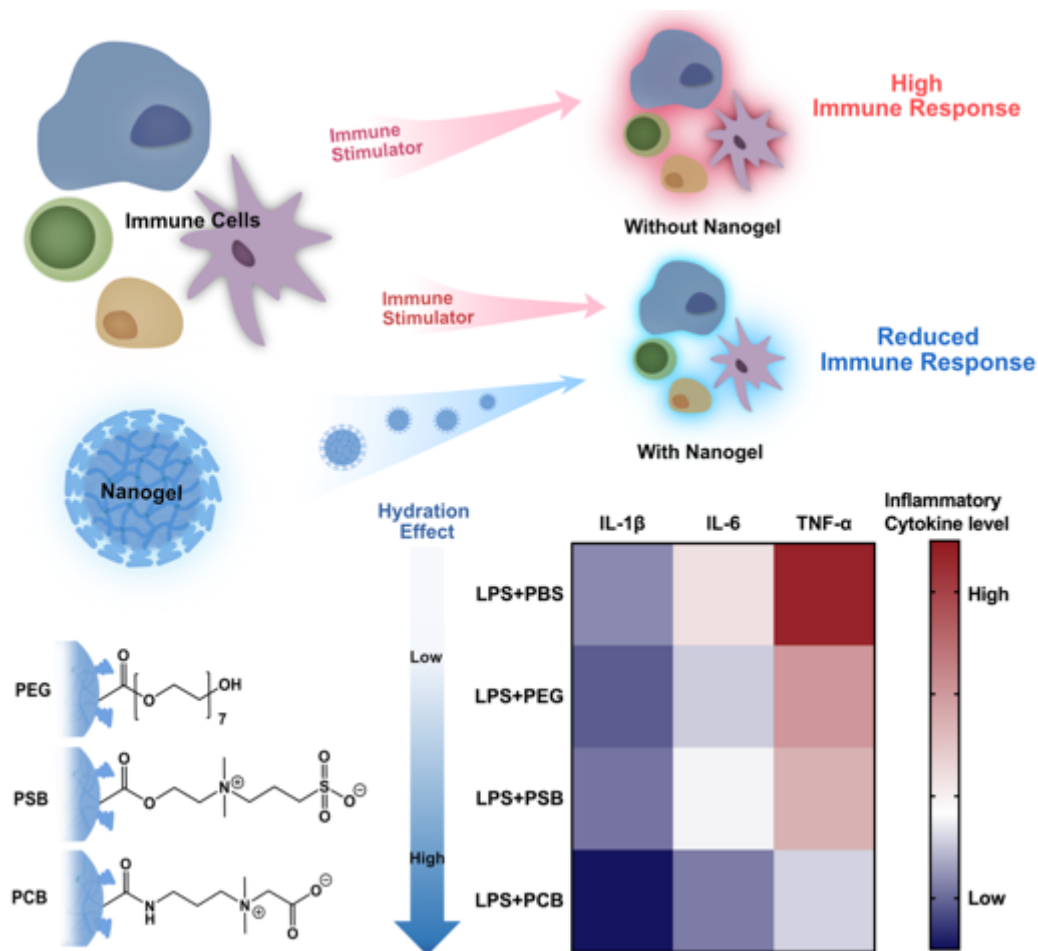 High
Immune Response
Immune
Stimulator
Immune Cells
Without Nanogel
Immune
Stimulator
Reduced
Immune Response
With Nanogel
Nanogel
Hydration
Effect
Low
High
Inflammatory
Cytokine level
IL-1β IL-6 TNF-α
LPS+PBS
LPS+PEG
LPS+PSB
LPS+PCB
High
Low
PEG
O
O
OH
7
PSB
O
O
N
⊕
O
S
O
O
⊖
PCB
O
N
H
N
⊕
O
⊖
O